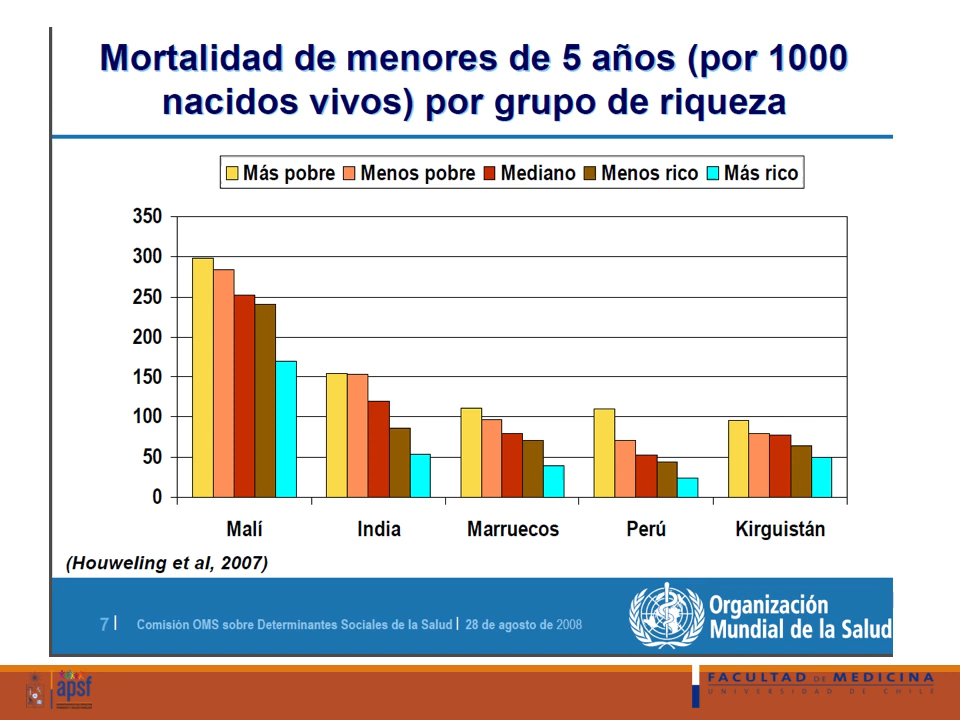 Mortalidad de menores de 5 años (por 1000
nacidos vivos) por grupo de riqueza
Más pobre Menos pobre Mediano Menos rico Más rico
350
300
250
200
150
100
50
0
Malí India Marruecos Perú Kirguistán
(Houweling et al, 2007)
7 | Comisión OMS sobre Determinantes Sociales de la Salud | 28 de agosto de 2008
Organización
Mundial de la Salud
apsf
FACULTAD DE MEDICINA
UNIVERSIDAD DE CHILE